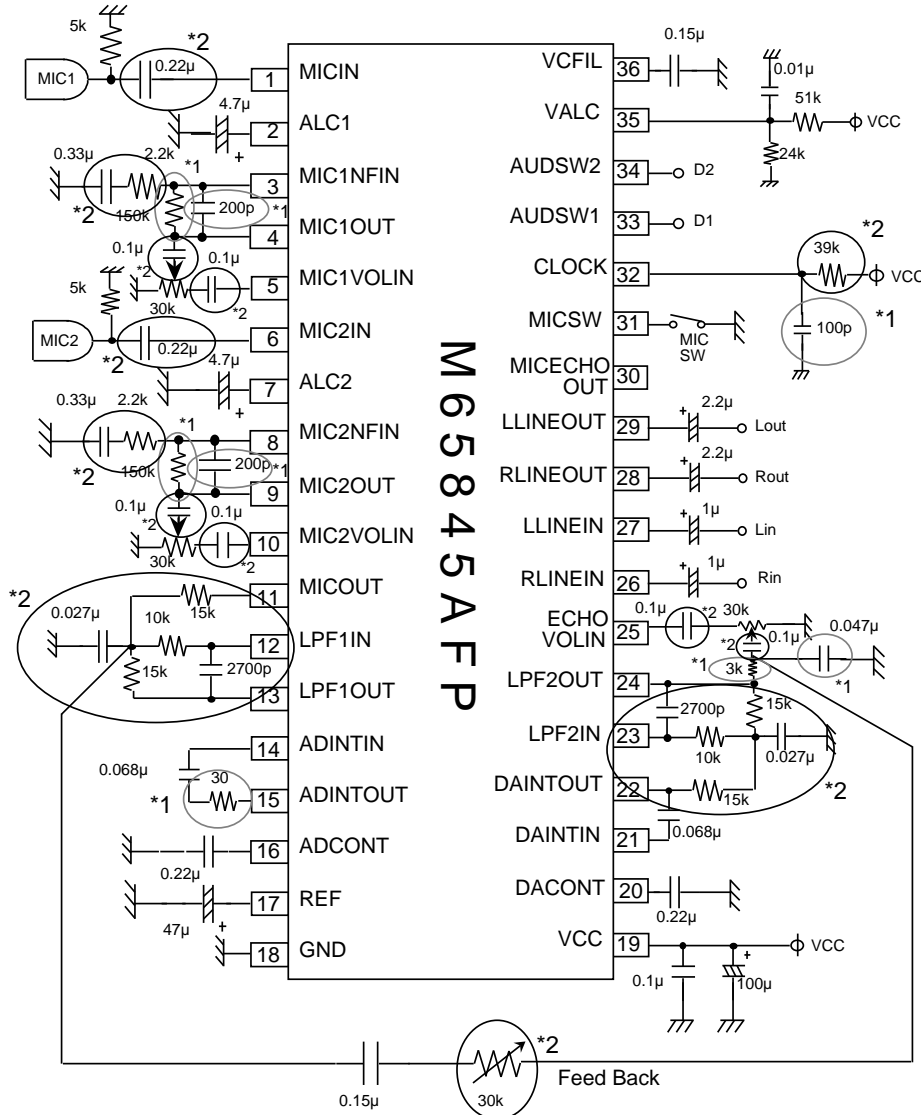 5k
*2
0.22µ
MIC1
1 MICIN
4.7µ
+
2 ALC1
0.33µ 2.2k
*1
3 MIC1NFIN
*2
150k
200p
*1
4 MIC1OUT
0.1µ
0.1µ
*2
5 MIC1VOLIN
5k
30k
*2
MIC2
6 MIC2IN
*2
0.22µ
4.7µ
7 ALC2
+
0.33µ 2.2k
*1
8 MIC2NFIN
*2
150k
200p
*1
9 MIC2OUT
0.1µ
0.1µ
*2
10 MIC2VOLIN
30k
*2
*2
11 MICOUT
15k
0.027µ
10k
12 LPF1IN
15k
2700p
13 LPF1OUT
14 ADINTIN
0.068µ
30
*1
15 ADINTOUT
16 ADCONT
0.22µ
17 REF
47µ
+
18 GND
M65845AFP
0.15µ
VCFIL 36
0.01µ
51k
VALC 35
VCC
24k
AUDSW2 34
D2
AUDSW1 33
D1
*2
39k
CLOCK 32
VCC
*1
100p
MICSW 31
MIC
SW
MICECHO
OUT 30
2.2µ
+
LLINEOUT 29
Lout
2.2µ
+
RLINEOUT 28
Rout
1µ
+
LLINEIN 27
Lin
1µ
+
RLINEIN 26
Rin
ECHO
VOLIN 25
0.1µ
*2
30k
*2
0.1µ
0.047µ
*1
3k
*1
LPF2OUT 24
2700p
15k
LPF2IN 23
10k
0.027µ
DAINTOUT 22
15k
*2
0.068µ
DAINTIN 21
DACONT 20
0.22µ
VCC 19
VCC
+
0.1µ
100µ
0.15µ
30k
*2
Feed Back